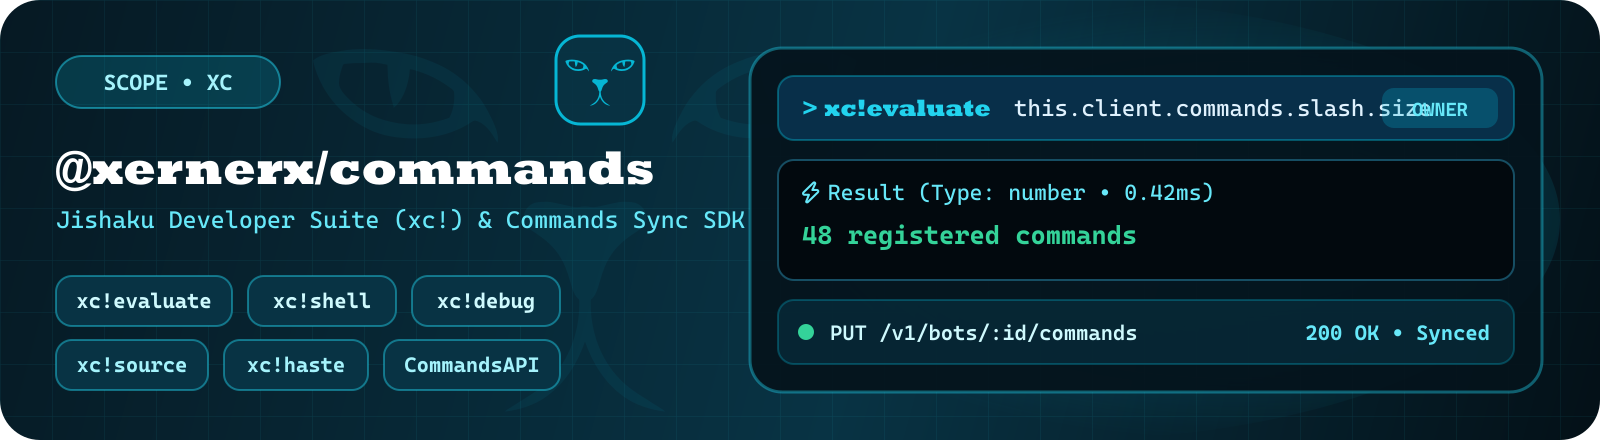 SCOPE • XC
@xernerx/commands
Jishaku Developer Suite (xc!) & Commands Sync SDK
xc!evaluate xc!shell xc!debug
xc!source xc!haste CommandsAPI
> xc!evaluate this.client.commands.slash.size OWNER
Result (Type: number • 0.42ms)
48 registered commands
PUT /v1/bots/:id/commands 200 OK • Synced